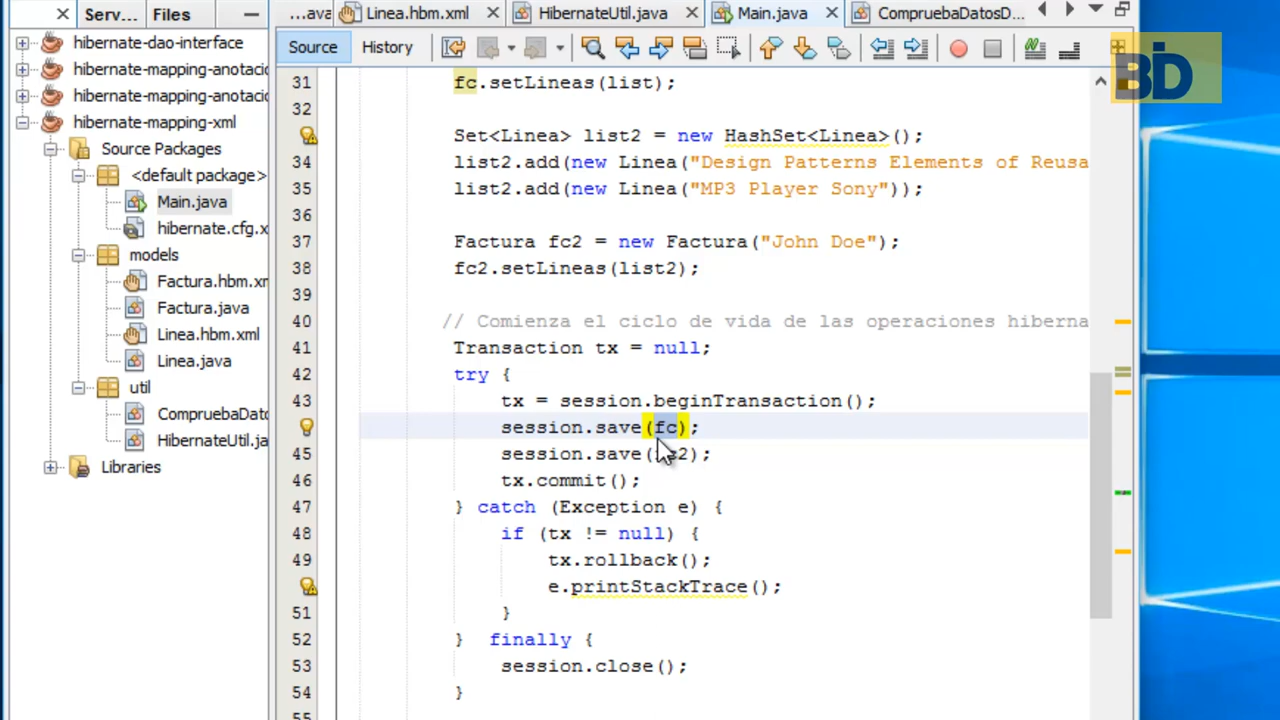 Serv... Files
...ava Linea.hbm.xml HibernateUtil.java Main.java CompruebaDatosD...
Source History
hibernate-dao-interface
hibernate-mapping-anotacio
hibernate-mapping-anotacio
hibernate-mapping-xml
Source Packages
<default package>
Main.java
hibernate.cfg.x
models
Factura.hbm.xm
Factura.java
Linea.hbm.xml
Linea.java
util
CompruebaDato
HibernateUtil.ja
Libraries
31 fc.setLineas(list);
32
Set<Linea> list2 = new HashSet<Linea>();
34 list2.add(new Linea("Design Patterns Elements of Reusa
35 list2.add(new Linea("MP3 Player Sony"));
36
37 Factura fc2 = new Factura("John Doe");
38 fc2.setLineas(list2);
39
40 // Comienza el ciclo de vida de las operaciones hiberna
41 Transaction tx = null;
42 try {
43 tx = session.beginTransaction();
session.save(fc);
45 session.save(fc2);
46 tx.commit();
47 } catch (Exception e) {
48 if (tx != null) {
49 tx.rollback();
e.printStackTrace();
51 }
52 } finally {
53 session.close();
54 }
55
BID